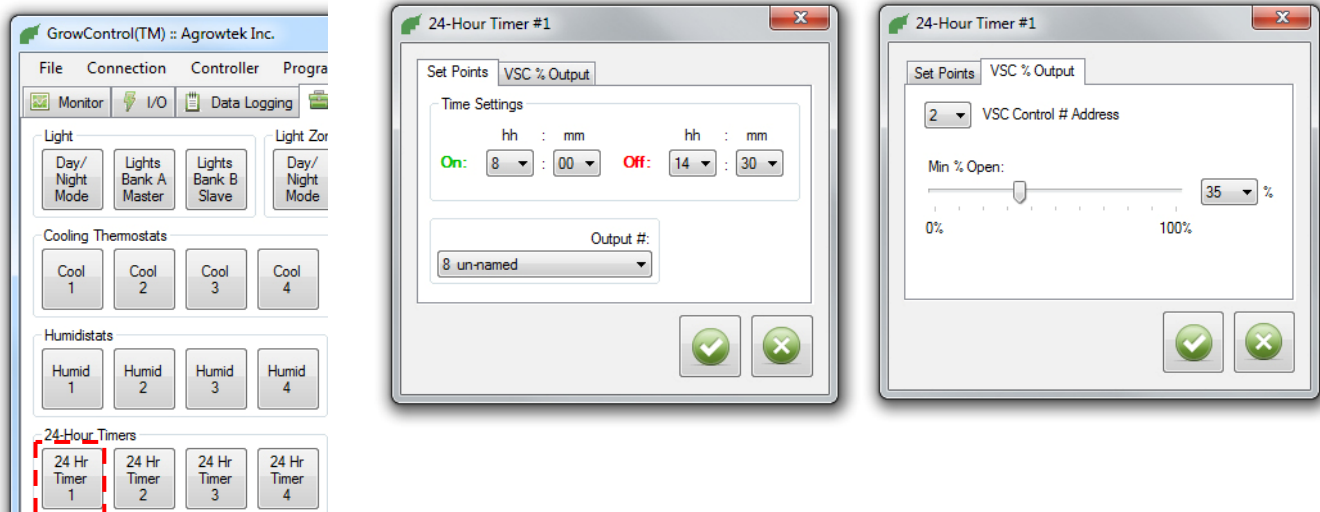 GrowControl(TM) :: Agrowtek Inc.
File Connection Controller Progra
Monitor I/O Data Logging
Light
Light Zor
Day/
Night
Mode
Lights
Bank A
Master
Lights
Bank B
Slave
Day/
Night
Mode
Cooling Thermostats
Cool
1
Cool
2
Cool
3
Cool
4
Humidistats
Humid
1
Humid
2
Humid
3
Humid
4
24-Hour Timers
24 Hr
Timer
1
24 Hr
Timer
2
24 Hr
Timer
3
24 Hr
Timer
4
24-Hour Timer #1
X
Set Points VSC % Output
Time Settings
hh : mm hh : mm
On: 8 : 00 Off: 14 : 30
Output #:
8 un-named
24-Hour Timer #1
X
Set Points VSC % Output
2 VSC Control # Address
Min % Open:
35 %
0% 100%